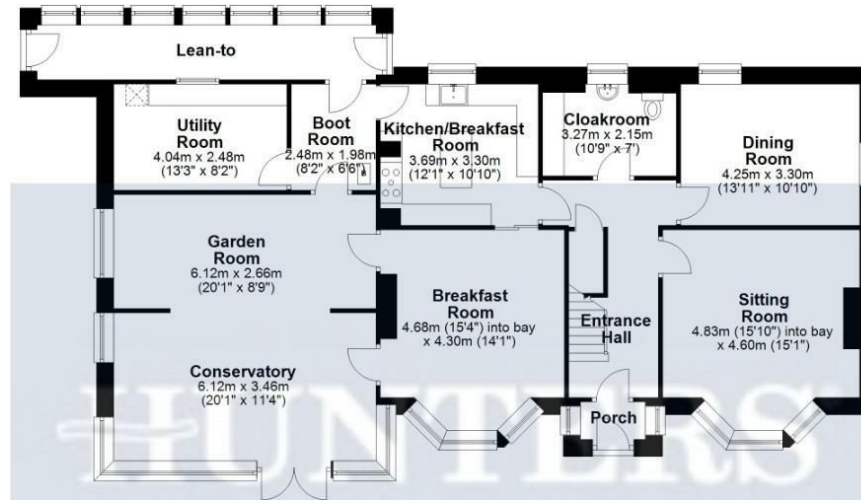 Lean-to
Utility
Room
4.04m x 2.48m
(13'3" x 8'2")
Boot
Room
2.48m x 1.98m
(8'2" x 6'6")
Kitchen/Breakfast
Room
3.69m x 3.30m
(12'1" x 10'10")
Cloakroom
3.27m x 2.15m
(10'9" x 7')
Dining
Room
4.25m x 3.30m
(13'11" x 10'10")
Garden
Room
6.12m x 2.66m
(20'1" x 8'9")
Breakfast
Room
4.68m (15'4") into bay
x 4.30m (14'1")
Entrance
Hall
Sitting
Room
4.83m (15'10") into bay
x 4.60m (15'1")
Conservatory
6.12m x 3.46m
(20'1" x 11'4")
Porch
HUNTERS